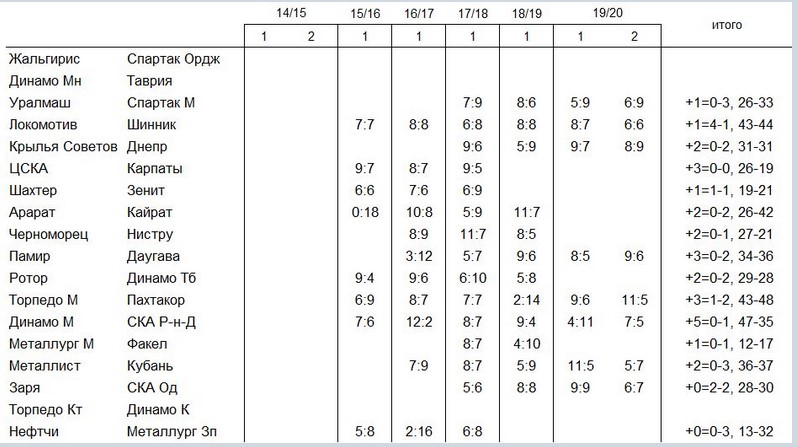 14/15 15/16 16/17 17/18 18/19 19/20 итого
1 2 1 1 1 1 1 2
Жальгирис Спартак Ордж
Динамо Мн Таврия
Уралмаш Спартак М 7:9 8:6 5:9 6:9 +1=0-3, 26-33
Локомотив Шинник 7:7 8:8 6:8 8:8 8:7 6:6 +1=4-1, 43-44
Крылья Советов Днепр 9:6 5:9 9:7 8:9 +2=0-2, 31-31
ЦСКА Карпаты 9:7 8:7 9:5 +3=0-0, 26-19
Шахтер Зенит 6:6 7:6 6:9 +1=1-1, 19-21
Арарат Кайрат 0:18 10:8 5:9 11:7 +2=0-2, 26-42
Черноморец Нистру 8:9 11:7 8:5 +2=0-1, 27-21
Памир Даугава 3:12 5:7 9:6 8:5 9:6 +3=0-2, 34-36
Ротор Динамо Тб 9:4 9:6 6:10 5:8 +2=0-2, 29-28
Торпедо М Пахтакор 6:9 8:7 7:7 2:14 9:6 11:5 +3=1-2, 43-48
Динамо М СКА Р-н-Д 7:6 12:2 8:7 9:4 4:11 7:5 +5=0-1, 47-35
Металлург М Факел 8:7 4:10 +1=0-1, 12-17
Металлист Кубань 7:9 8:7 5:9 11:5 5:7 +2=0-3, 36-37
Заря СКА Од 5:6 8:8 9:9 6:7 +0=2-2, 28-30
Торпедо Кт Динамо К
Нефтчи Металлург Зп 5:8 2:16 6:8 +0=0-3, 13-32